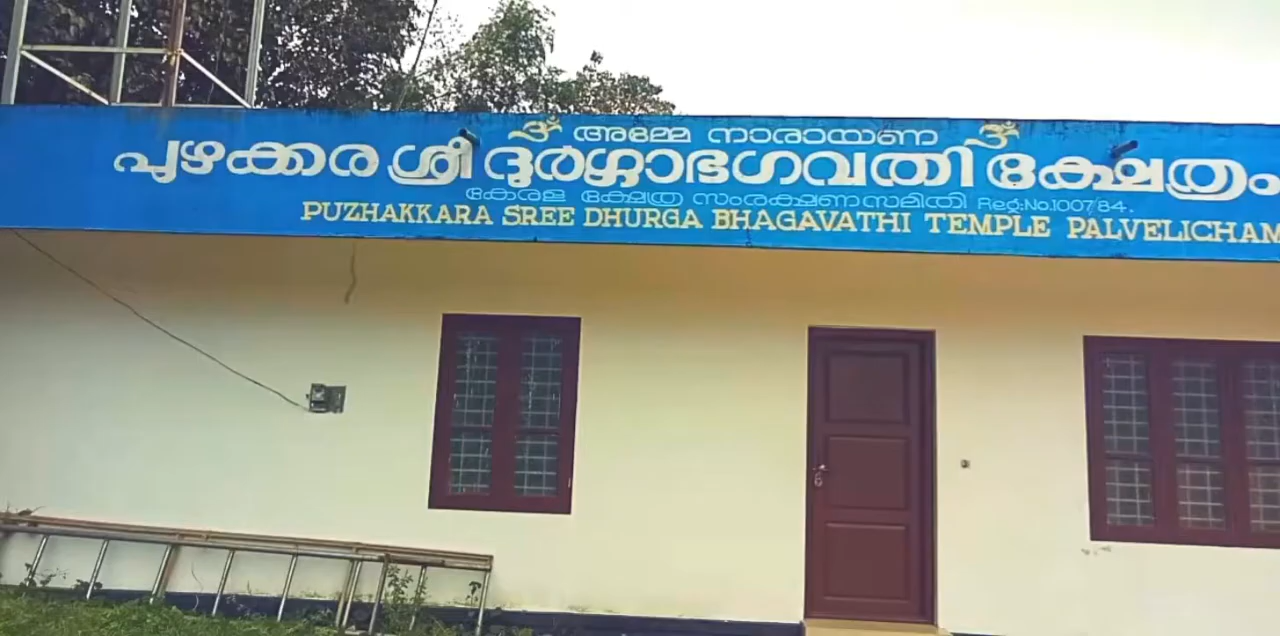 ॐ അമ്മേ നാരായണ ॐ
പുഴക്കര ശ്രീ ദുർഗ്ഗാഭഗവതി ക്ഷേത്രം
കേരള ക്ഷേത്ര സംരക്ഷണസമിതി Reg:No.100784.
PUZHAKKARA SREE DHURGA BHAGAVATHI TEMPLE PALVELICHAM